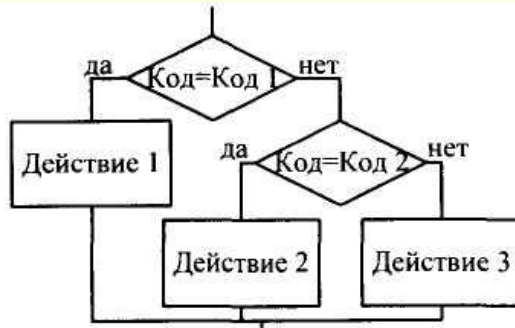 да
Код=Код 1
нет
Действие 1
да
Код=Код 2
нет
Действие 2
Действие 3